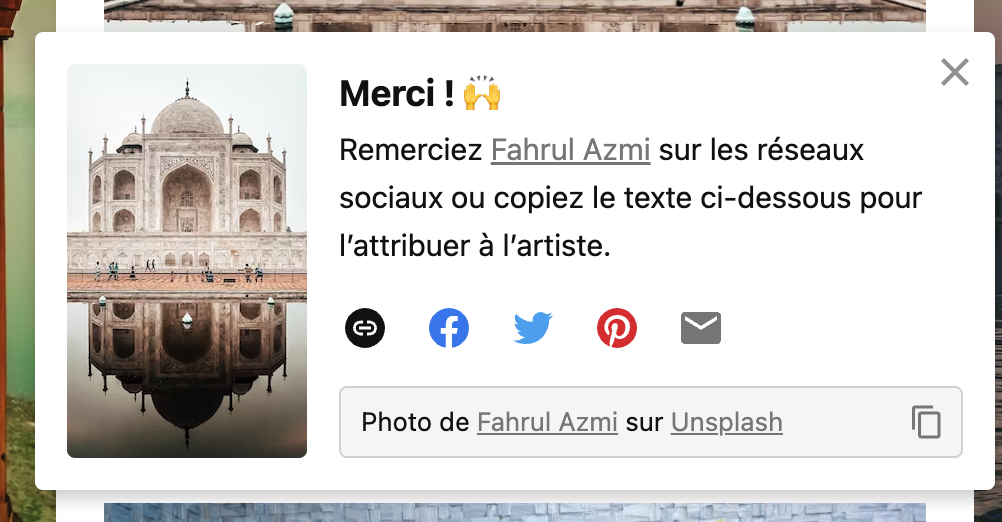 Merci ! 🙌
Remerciez Fahrul Azmi sur les réseaux
sociaux ou copiez le texte ci-dessous pour
l’attribuer à l’artiste.
Photo de Fahrul Azmi sur Unsplash